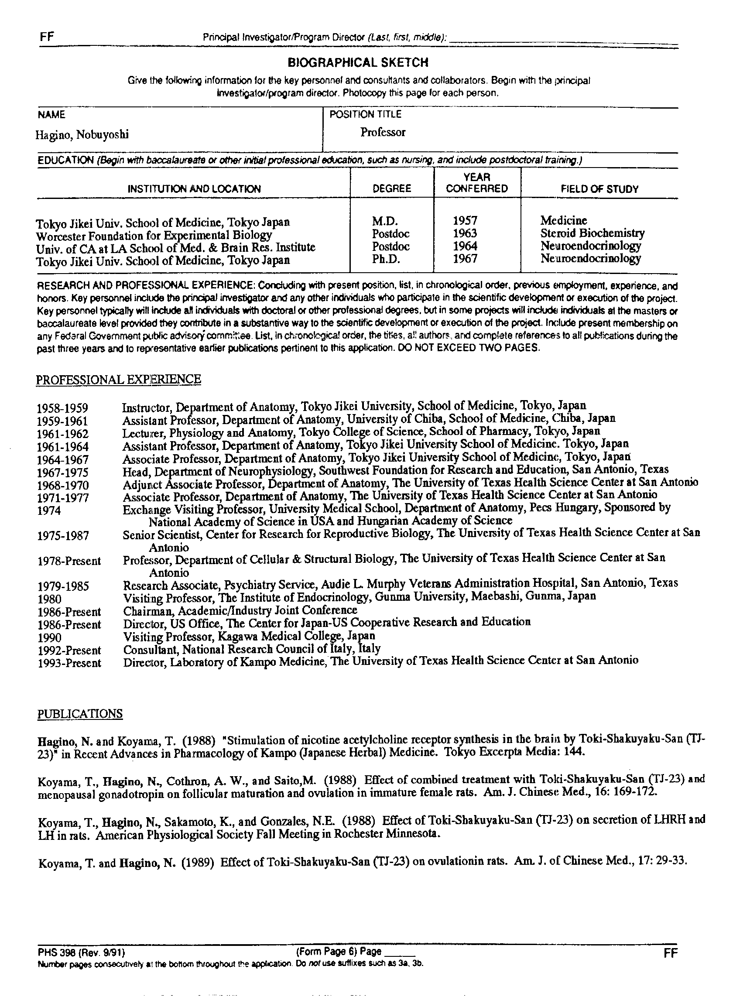 FF Principal Investigator/Program Director (Last, first, middle):
BIOGRAPHICAL SKETCH
Give the following information for the key personnel and consultants and collaborators. Begin with the principal
investigator/program director. Photocopy this page for each person.
NAME POSITION TITLE
Hagino, Nobuyoshi Professor
EDUCATION (Begin with baccalaureate or other initial professional education, such as nursing, and include postdoctoral training.)
INSTITUTION AND LOCATION DEGREE YEAR CONFERRED FIELD OF STUDY
Tokyo Jikei Univ. School of Medicine, Tokyo Japan M.D. 1957 Medicine
Worcester Foundation for Experimental Biology Postdoc 1963 Steroid Biochemistry
Univ. of CA at LA School of Med. & Brain Res. Institute Postdoc 1964 Neuroendocrinology
Tokyo Jikei Univ. School of Medicine, Tokyo Japan Ph.D. 1967 Neuroendocrinology
RESEARCH AND PROFESSIONAL EXPERIENCE: Concluding with present position, list, in chronological order, previous employment, experience, and
honors. Key personnel include the principal investigator and any other individuals who participate in the scientific development or execution of the project.
Key personnel typically will include all individuals with doctoral or other professional degrees, but in some projects will include individuals at the masters or
baccalaureate level provided they contribute in a substantive way to the scientific development or execution of the project. Include present membership on
any Federal Government public advisory committee. List, in chronological order, the titles, all authors, and complete references to all publications during the
past three years and to representative earlier publications pertinent to this application. DO NOT EXCEED TWO PAGES.
PROFESSIONAL EXPERIENCE
1958-1959 Instructor, Department of Anatomy, Tokyo Jikei University, School of Medicine, Tokyo, Japan
1959-1961 Assistant Professor, Department of Anatomy, University of Chiba, School of Medicine, Chiba, Japan
1961-1962 Lecturer, Physiology and Anatomy, Tokyo College of Science, School of Pharmacy, Tokyo, Japan
1961-1964 Assistant Professor, Department of Anatomy, Tokyo Jikei University School of Medicine. Tokyo, Japan
1964-1967 Associate Professor, Department of Anatomy, Tokyo Jikei University School of Medicine, Tokyo, Japan
1967-1975 Head, Department of Neurophysiology, Southwest Foundation for Research and Education, San Antonio, Texas
1968-1970 Adjunct Associate Professor, Department of Anatomy, The University of Texas Health Science Center at San Antonio
1971-1977 Associate Professor, Department of Anatomy, The University of Texas Health Science Center at San Antonio
1974 Exchange Visiting Professor, University Medical School, Department of Anatomy, Pecs Hungary, Sponsored by
National Academy of Science in USA and Hungarian Academy of Science
1975-1987 Senior Scientist, Center for Research for Reproductive Biology, The University of Texas Health Science Center at San
Antonio
1978-Present Professor, Department of Cellular & Structural Biology, The University of Texas Health Science Center at San
Antonio
1979-1985 Research Associate, Psychiatry Service, Audie L. Murphy Veterans Administration Hospital, San Antonio, Texas
1980 Visiting Professor, The Institute of Endocrinology, Gunma University, Maebashi, Gunma, Japan
1986-Present Chairman, Academic/Industry Joint Conference
1986-Present Director, US Office, The Center for Japan-US Cooperative Research and Education
1990 Visiting Professor, Kagawa Medical College, Japan
1992-Present Consultant, National Research Council of Italy, Italy
1993-Present Director, Laboratory of Kampo Medicine, The University of Texas Health Science Center at San Antonio
PUBLICATIONS
Hagino, N. and Koyama, T. (1988) "Stimulation of nicotine acetylcholine receptor synthesis in the brain by Toki-Shakuyaku-San (TJ-
23)" in Recent Advances in Pharmacology of Kampo (Japanese Herbal) Medicine. Tokyo Excerpta Media: 144.
Koyama, T., Hagino, N., Cothron, A. W., and Saito,M. (1988) Effect of combined treatment with Toki-Shakuyaku-San (TJ-23) and
menopausal gonadotropin on follicular maturation and ovulation in immature female rats. Am. J. Chinese Med., 16: 169-172.
Koyama, T., Hagino, N., Sakamoto, K., and Gonzales, N.E. (1988) Effect of Toki-Shakuyaku-San (TJ-23) on secretion of LHRH and
LH in rats. American Physiological Society Fall Meeting in Rochester Minnesota.
Koyama, T. and Hagino, N. (1989) Effect of Toki-Shakuyaku-San (TJ-23) on ovulationin rats. Am. J. of Chinese Med., 17: 29-33.
PHS 398 (Rev. 9/91) (Form Page 6) Page FF
Number pages consecutively at the bottom throughout the application. Do not use suffixes such as 3a, 3b.